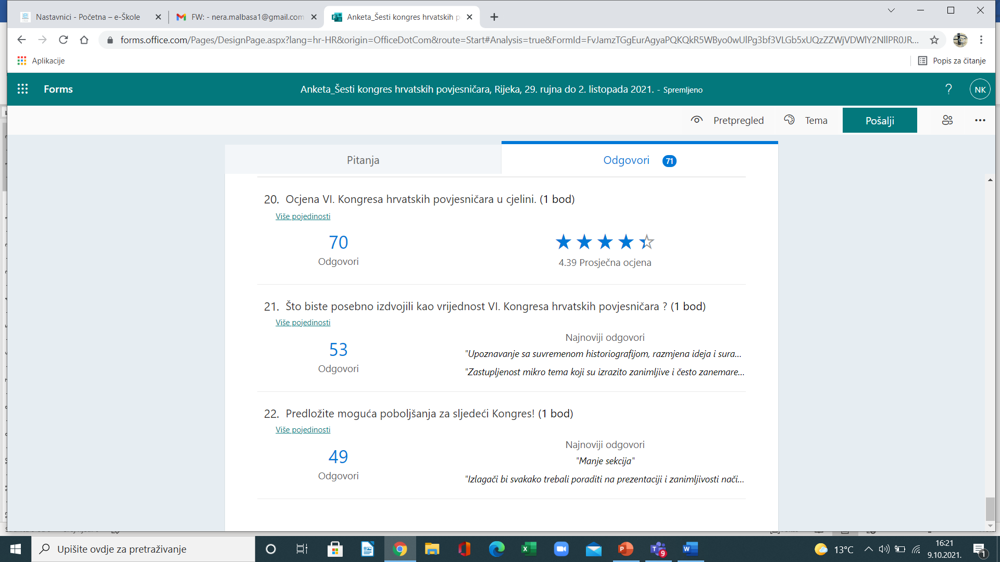 Nastavnici - Početna – e-Škole
FW: - nera.malbasa1@gmail.com
Anketa_Šesti kongres hrvatskih p
forms.office.com/Pages/DesignPage.aspx?lang=hr-HR&origin=OfficeDotCom&route=Start#Analysis=true&FormId=FvJamzTGgEurAgyaPQKQkR5WByo0wUlPg3bf3VLGb5xUQzZZWjVDWlY2NllPR0JR...
Aplikacije
Popis za čitanje
Forms
Anketa_Šesti kongres hrvatskih povjesničara, Rijeka, 29. rujna do 2. listopada 2021. - Spremljeno
?
NK
Pretpregled
Tema
Pošalji
Pitanja
Odgovori 71
20. Ocjena VI. Kongresa hrvatskih povjesničara u cjelini. (1 bod)
Više pojedinosti
70
Odgovori
4.39 Prosječna ocjena
21. Što biste posebno izdvojili kao vrijednost VI. Kongresa hrvatskih povjesničara ? (1 bod)
Više pojedinosti
53
Odgovori
Najnoviji odgovori
"Upoznavanje sa suvremenom historiografijom, razmjena ideja i sura...
"Zastupljenost mikro tema koji su izrazito zanimljive i često zanemare...
22. Predložite moguća poboljšanja za sljedeći Kongres! (1 bod)
Više pojedinosti
49
Odgovori
Najnoviji odgovori
"Manje sekcija"
"Izlagači bi svakako trebali poraditi na prezentaciji i zanimljivosti nači...
Upišite ovdje za pretraživanje
9
13°C
16:21
9.10.2021.
1